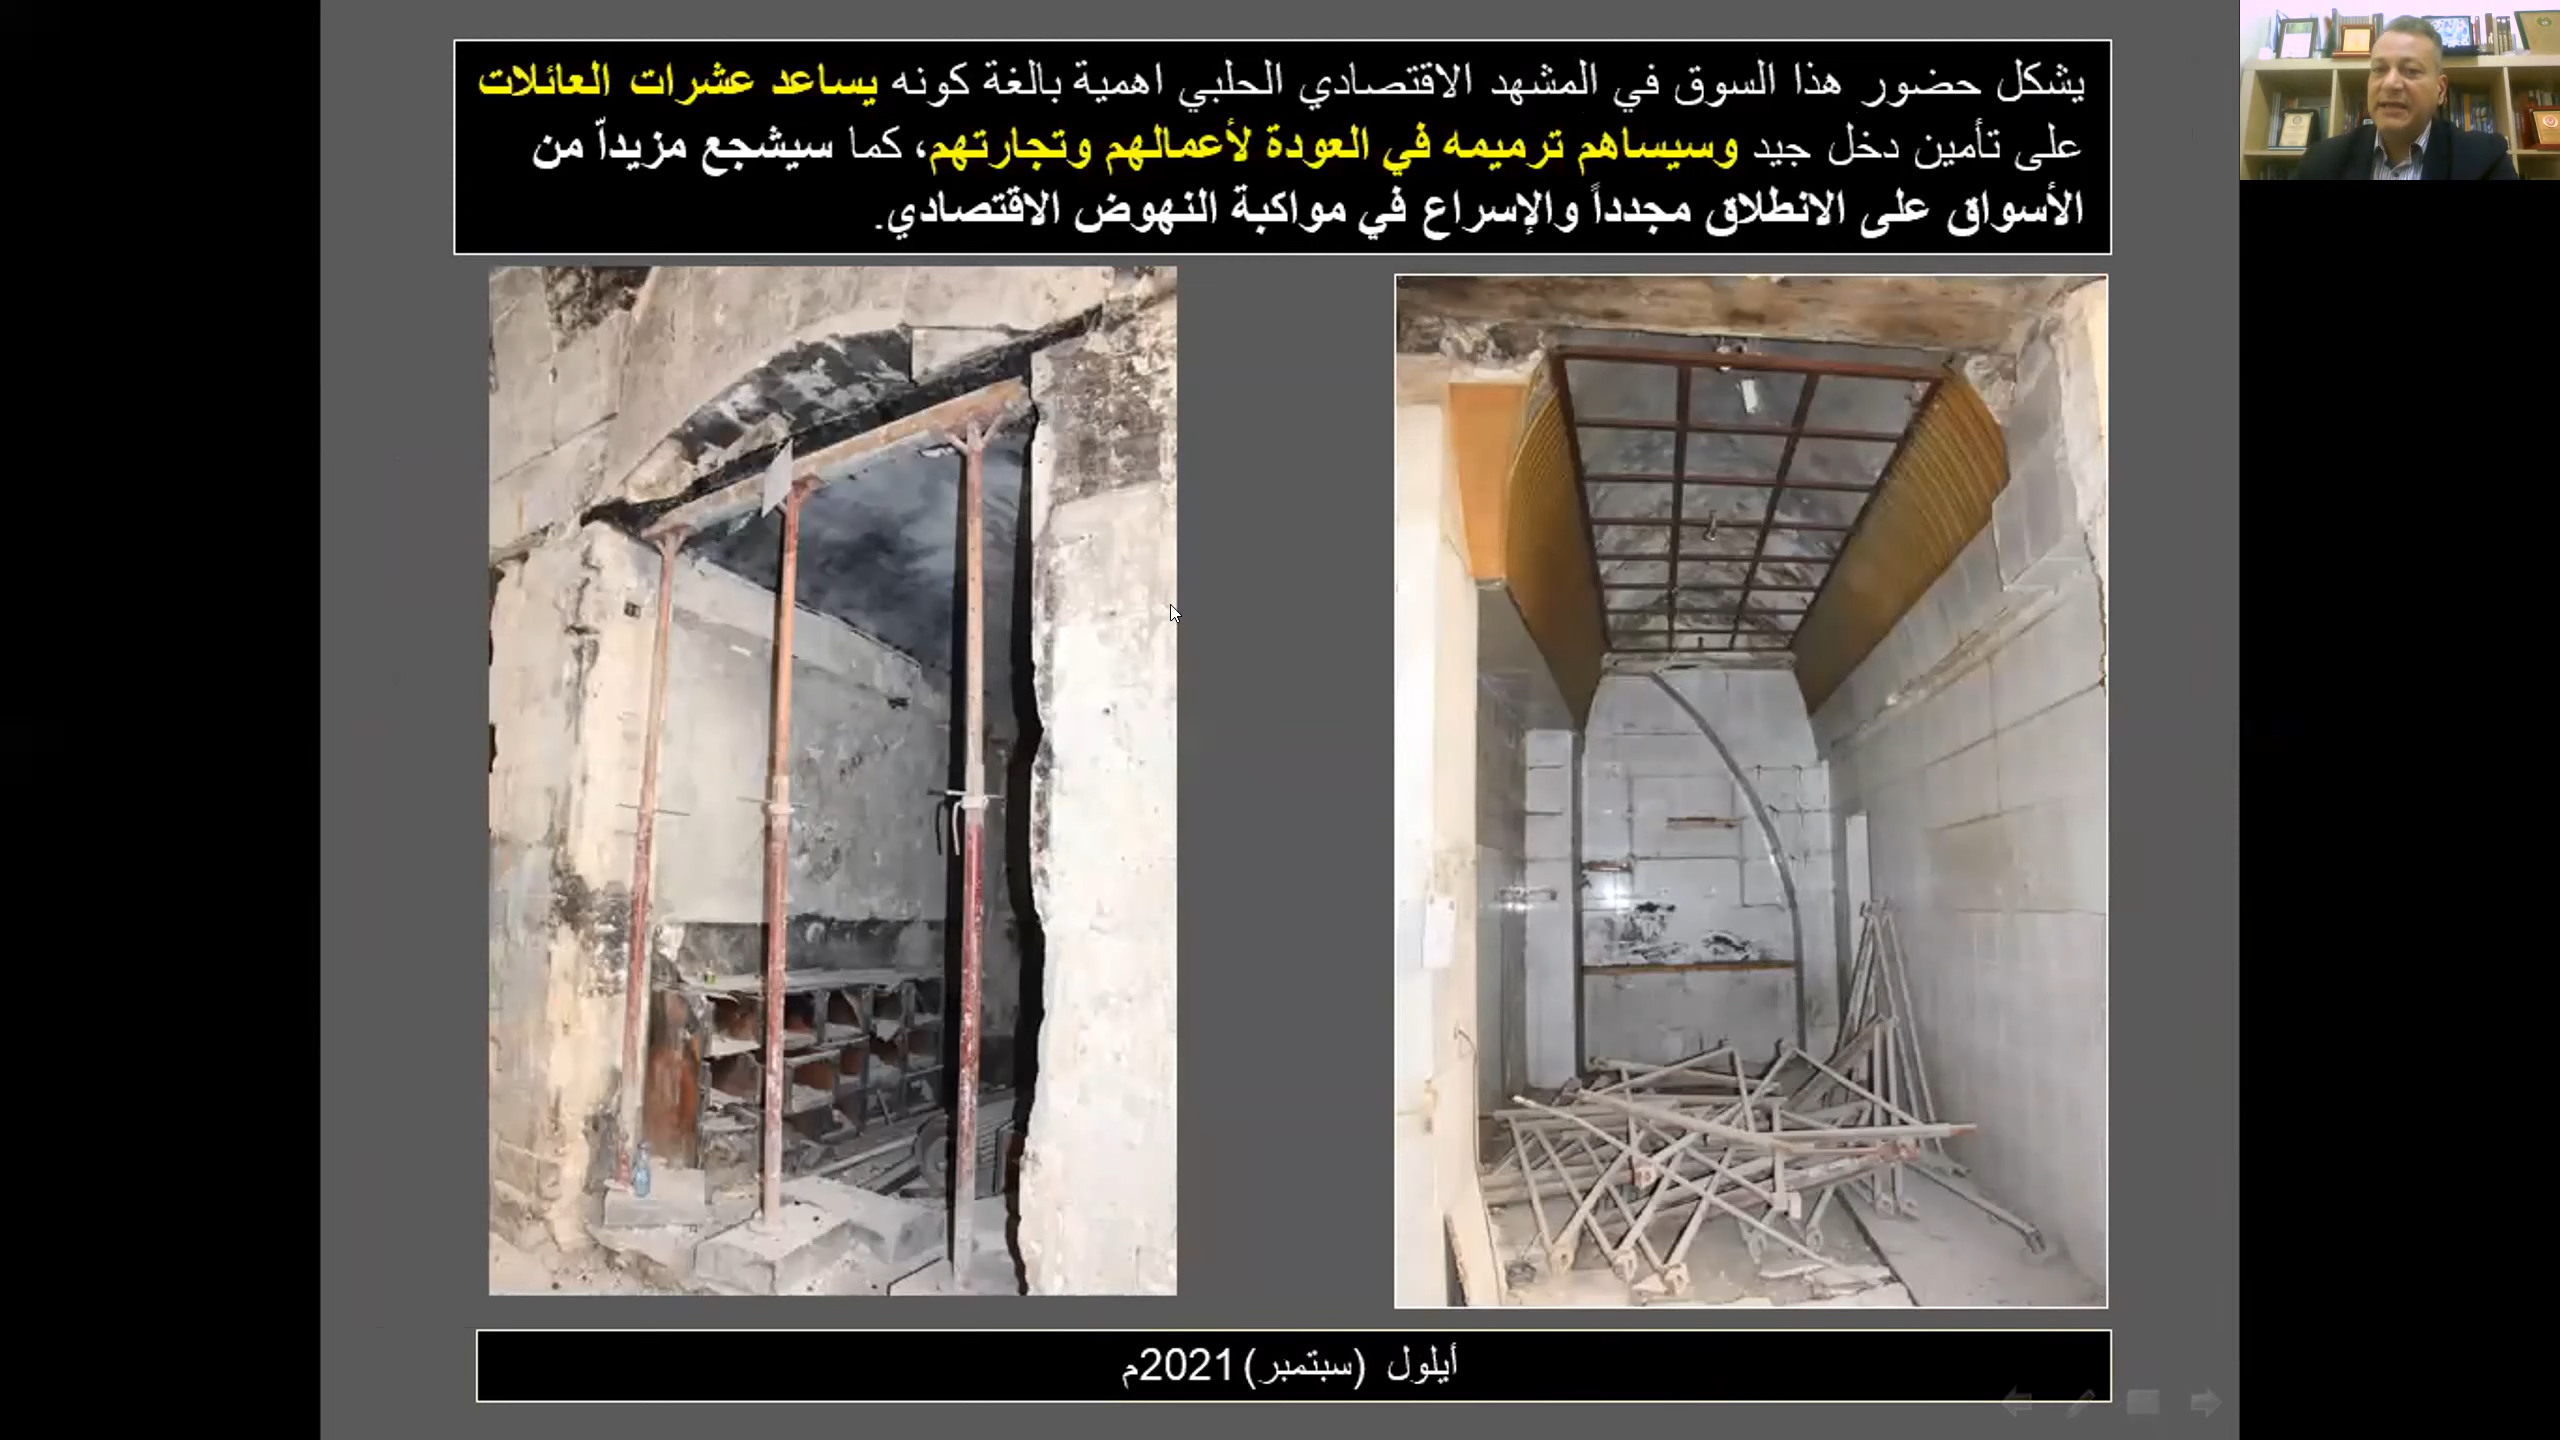 يشكل حضور هذا السوق في المشهد الاقتصادي الحلبي اهمية بالغة كونه يساعد عشرات العائلات
على تأمين دخل جيد وسيساهم ترميمه في العودة لأعمالهم وتجارتهم، كما سيشجع مزيداّ من
الأسواق على الانطلاق مجدداً والإسراع في مواكبة النهوض الاقتصادي.
أيلول (سبتمبر) 2021م